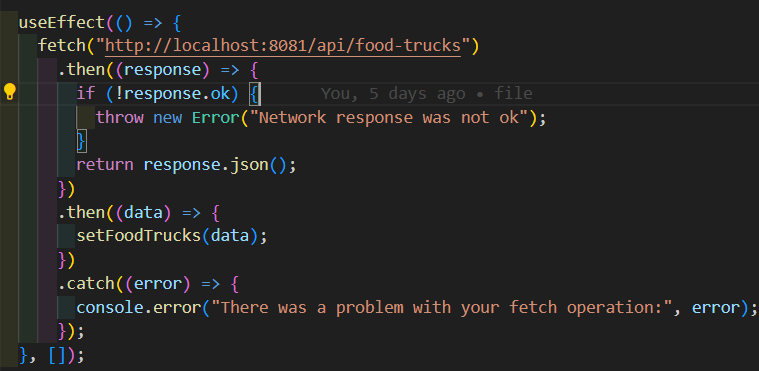 useEffect(() => {
fetch("http://localhost:8081/api/food-trucks")
.then((response) => {
if (!response.ok) { You, 5 days ago • file
throw new Error("Network response was not ok");
}
return response.json();
})
.then((data) => {
setFoodTrucks(data);
})
.catch((error) => {
console.error("There was a problem with your fetch operation:", error);
});
}, []);